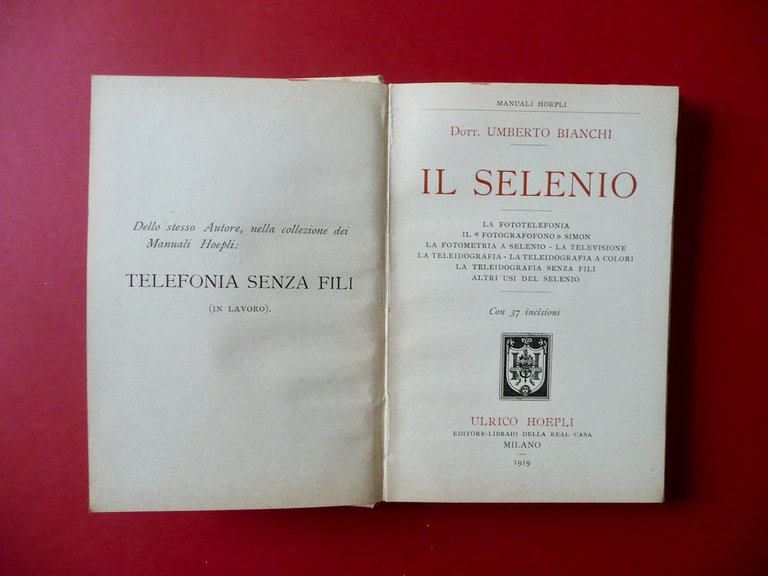 Dello stesso Autore, nella collezione dei
Manuali Hoepli:
TELEFONIA SENZA FILI
(IN LAVORO).
MANUALI HOEPLI
Dott. UMBERTO BIANCHI
IL SELENIO
LA FOTOTELEFONIA
IL « FOTOGRAFOFONO » SIMON
LA FOTOMETRIA A SELENIO - LA TELEVISIONE
LA TELEIDOGRAFIA - LA TELEIDOGRAFIA A COLORI
LA TELEIDOGRAFIA SENZA FILI
ALTRI USI DEL SELENIO
Con 37 incisioni
ULRICO HOEPLI
EDITORE-LIBRAIO DELLA REAL CASA
MILANO
1919